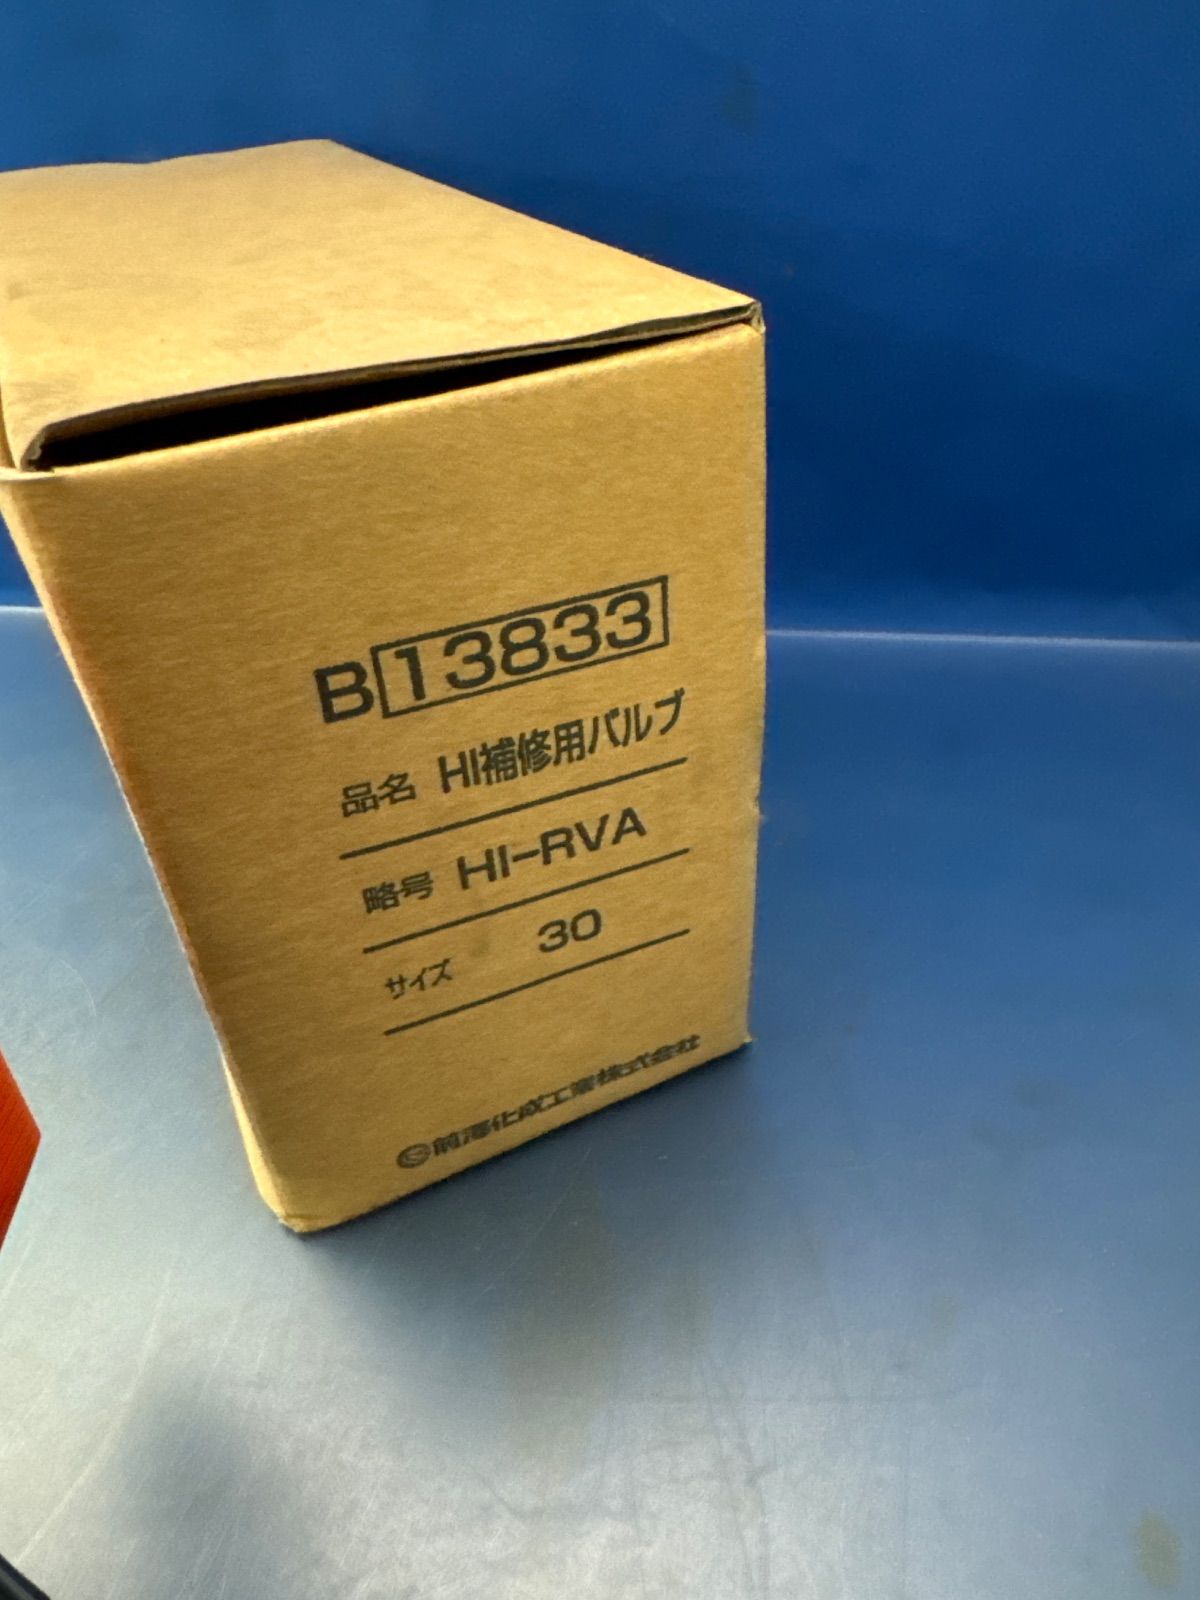 B 13833
品名 HI補修用バルブ
略号 HI-RVA
サイズ 30
前澤化成工業株式会社